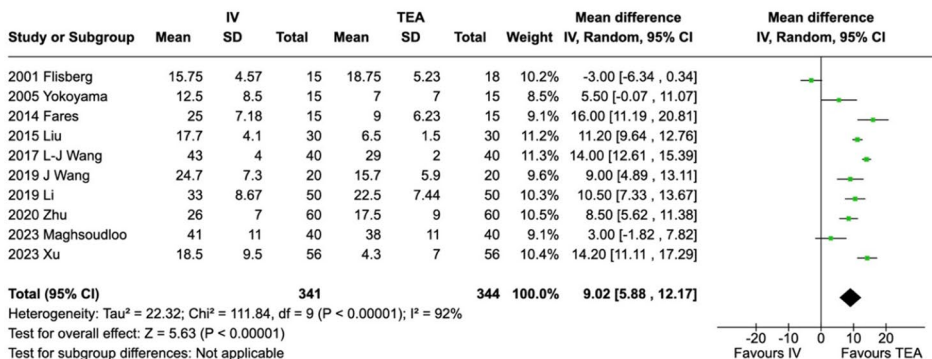 IV TEA Mean difference Mean difference
Study or Subgroup Mean SD Total Mean SD Total Weight IV, Random, 95% CI IV, Random, 95% CI
2001 Flisberg 15.75 4.57 15 18.75 5.23 18 10.2% -3.00 [-6.34 , 0.34]
2005 Yokoyama 12.5 8.5 15 7 7 15 8.5% 5.50 [-0.07 , 11.07]
2014 Fares 25 7.18 15 9 6.23 15 9.1% 16.00 [11.19 , 20.81]
2015 Liu 17.7 4.1 30 6.5 1.5 30 11.2% 11.20 [9.64 , 12.76]
2017 L-J Wang 43 4 40 29 2 40 11.3% 14.00 [12.61 , 15.39]
2019 J Wang 24.7 7.3 20 15.7 5.9 20 9.6% 9.00 [4.89 , 13.11]
2019 Li 33 8.67 50 22.5 7.44 50 10.3% 10.50 [7.33 , 13.67]
2020 Zhu 26 7 60 17.5 9 60 10.5% 8.50 [5.62 , 11.38]
2023 Maghsoudloo 41 11 40 38 11 40 9.1% 3.00 [-1.82 , 7.82]
2023 Xu 18.5 9.5 56 4.3 7 56 10.4% 14.20 [11.11 , 17.29]
Total (95% CI) 341 344 100.0% 9.02 [5.88 , 12.17]
Heterogeneity: Tau² = 22.32; Chi² = 111.84, df = 9 (P < 0.00001); I² = 92%
Test for overall effect: Z = 5.63 (P < 0.00001)
Test for subgroup differences: Not applicable
-20 -10 0 10 20
Favours IV Favours TEA